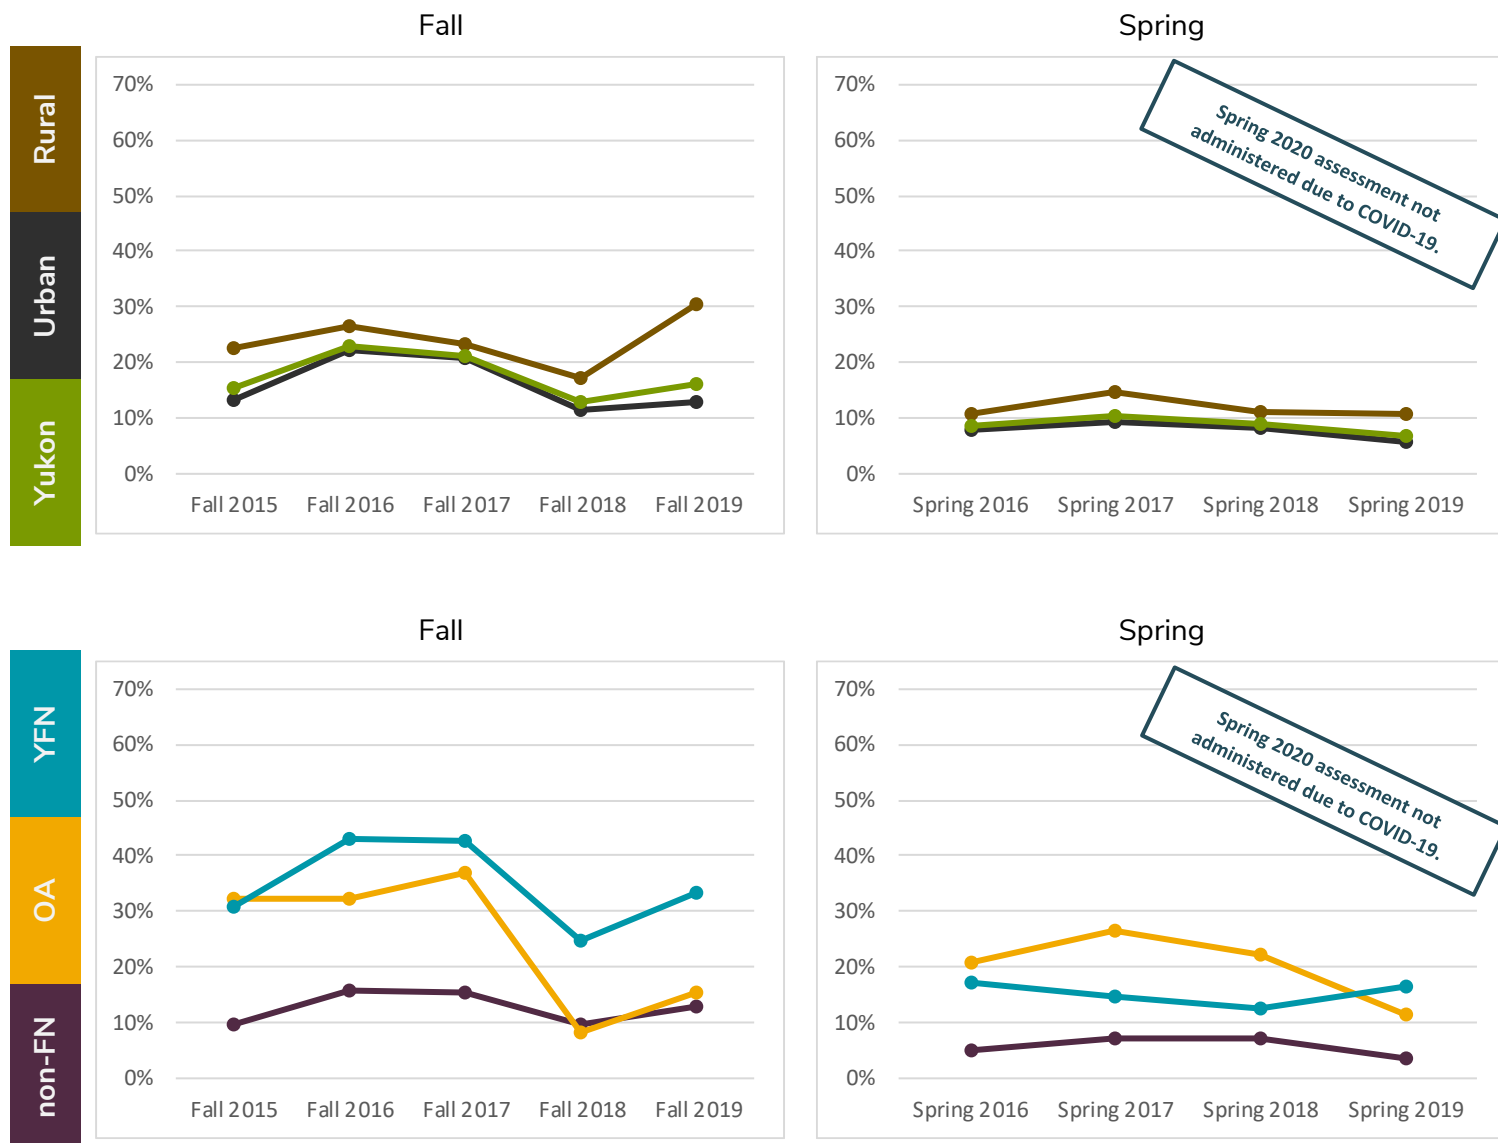 Fall
Spring
Rural
Urban
Yukon
70%
60%
50%
40%
30%
20%
10%
0%
Fall 2015
Fall 2016
Fall 2017
Fall 2018
Fall 2019
70%
60%
50%
40%
30%
20%
10%
0%
Spring 2016
Spring 2017
Spring 2018
Spring 2019
Spring 2020 assessment not
administered due to COVID-19.
Fall
Spring
YFN
OA
non-FN
70%
60%
50%
40%
30%
20%
10%
0%
Fall 2015
Fall 2016
Fall 2017
Fall 2018
Fall 2019
70%
60%
50%
40%
30%
20%
10%
0%
Spring 2016
Spring 2017
Spring 2018
Spring 2019
Spring 2020 assessment not
administered due to COVID-19.